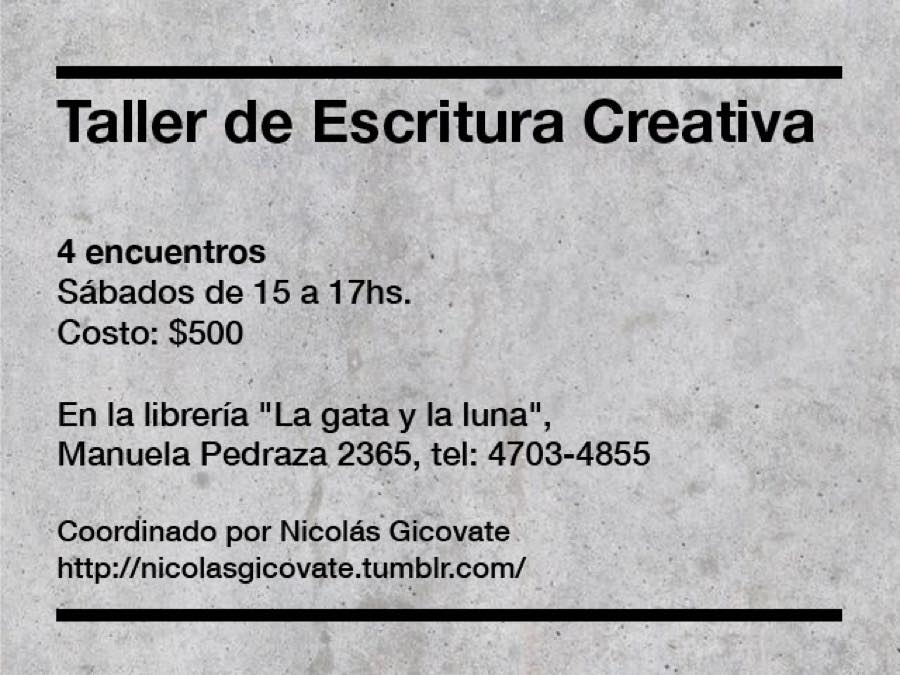 Taller de Escritura Creativa
4 encuentros
Sábados de 15 a 17hs.
Costo: $500
En la librería "La gata y la luna",
Manuela Pedraza 2365, tel: 4703-4855
Coordinado por Nicolás Gicovate
http://nicolasgicovate.tumblr.com/